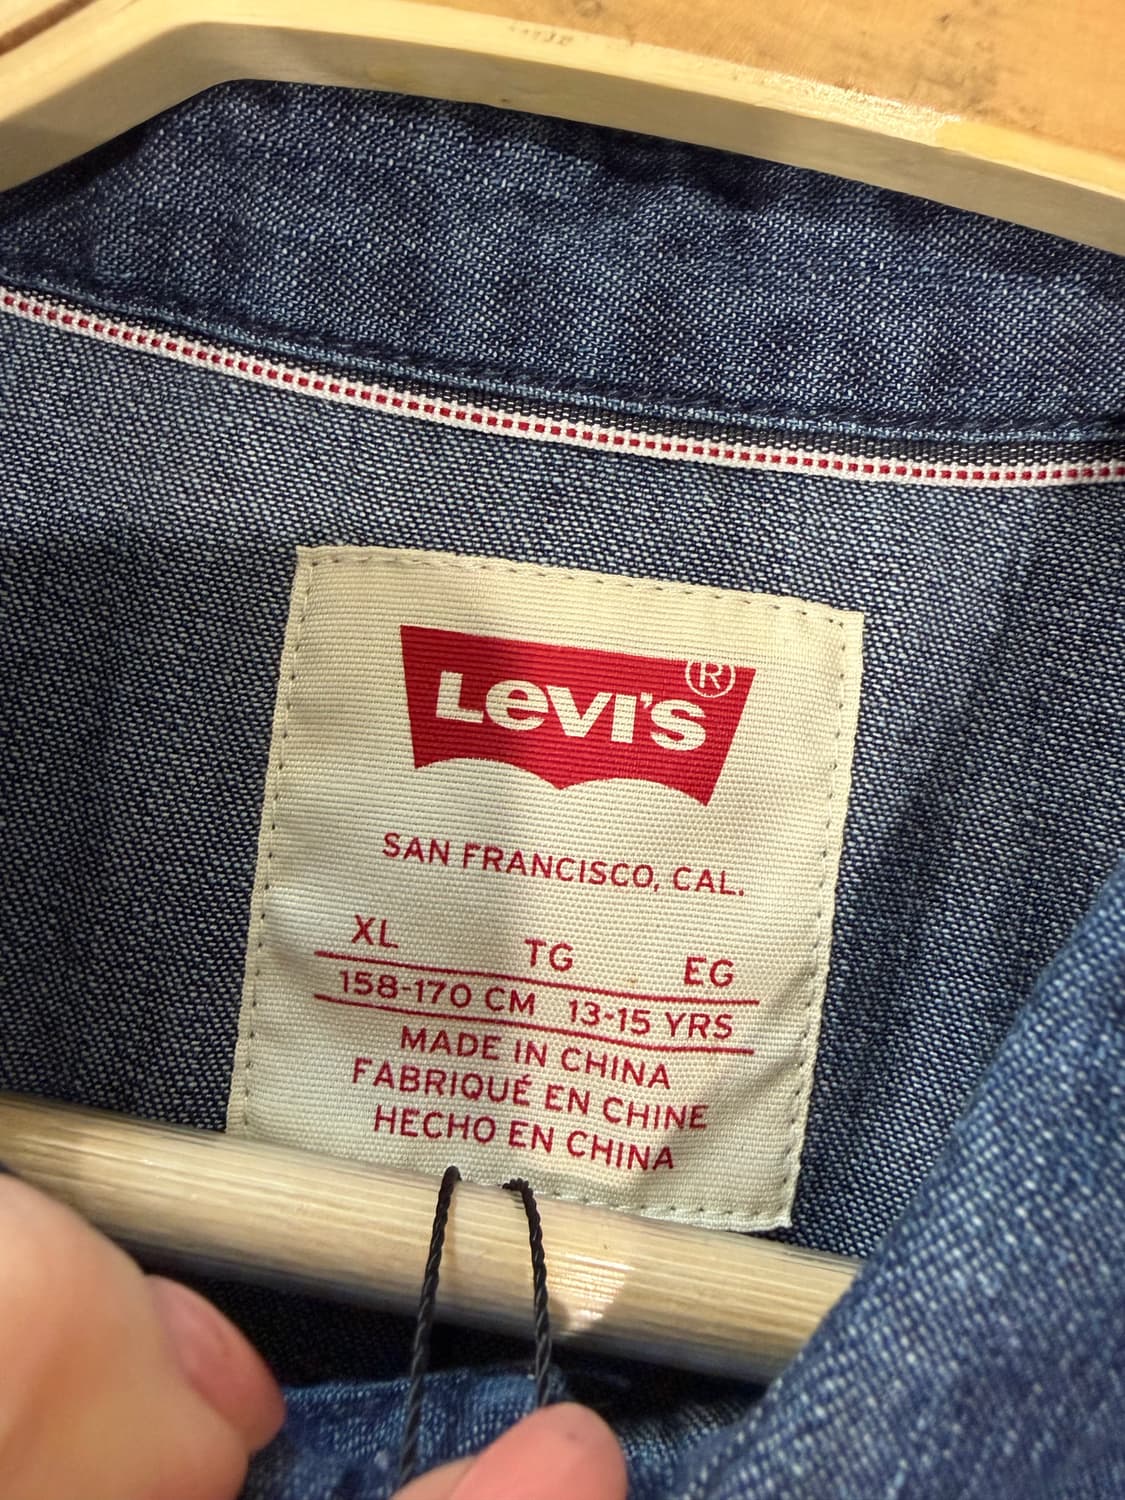 LEVI'S®
SAN FRANCISCO, CAL.
XL TG EG
158-170 CM 13-15 YRS
MADE IN CHINA
FABRIQUÉ EN CHINE
HECHO EN CHINA